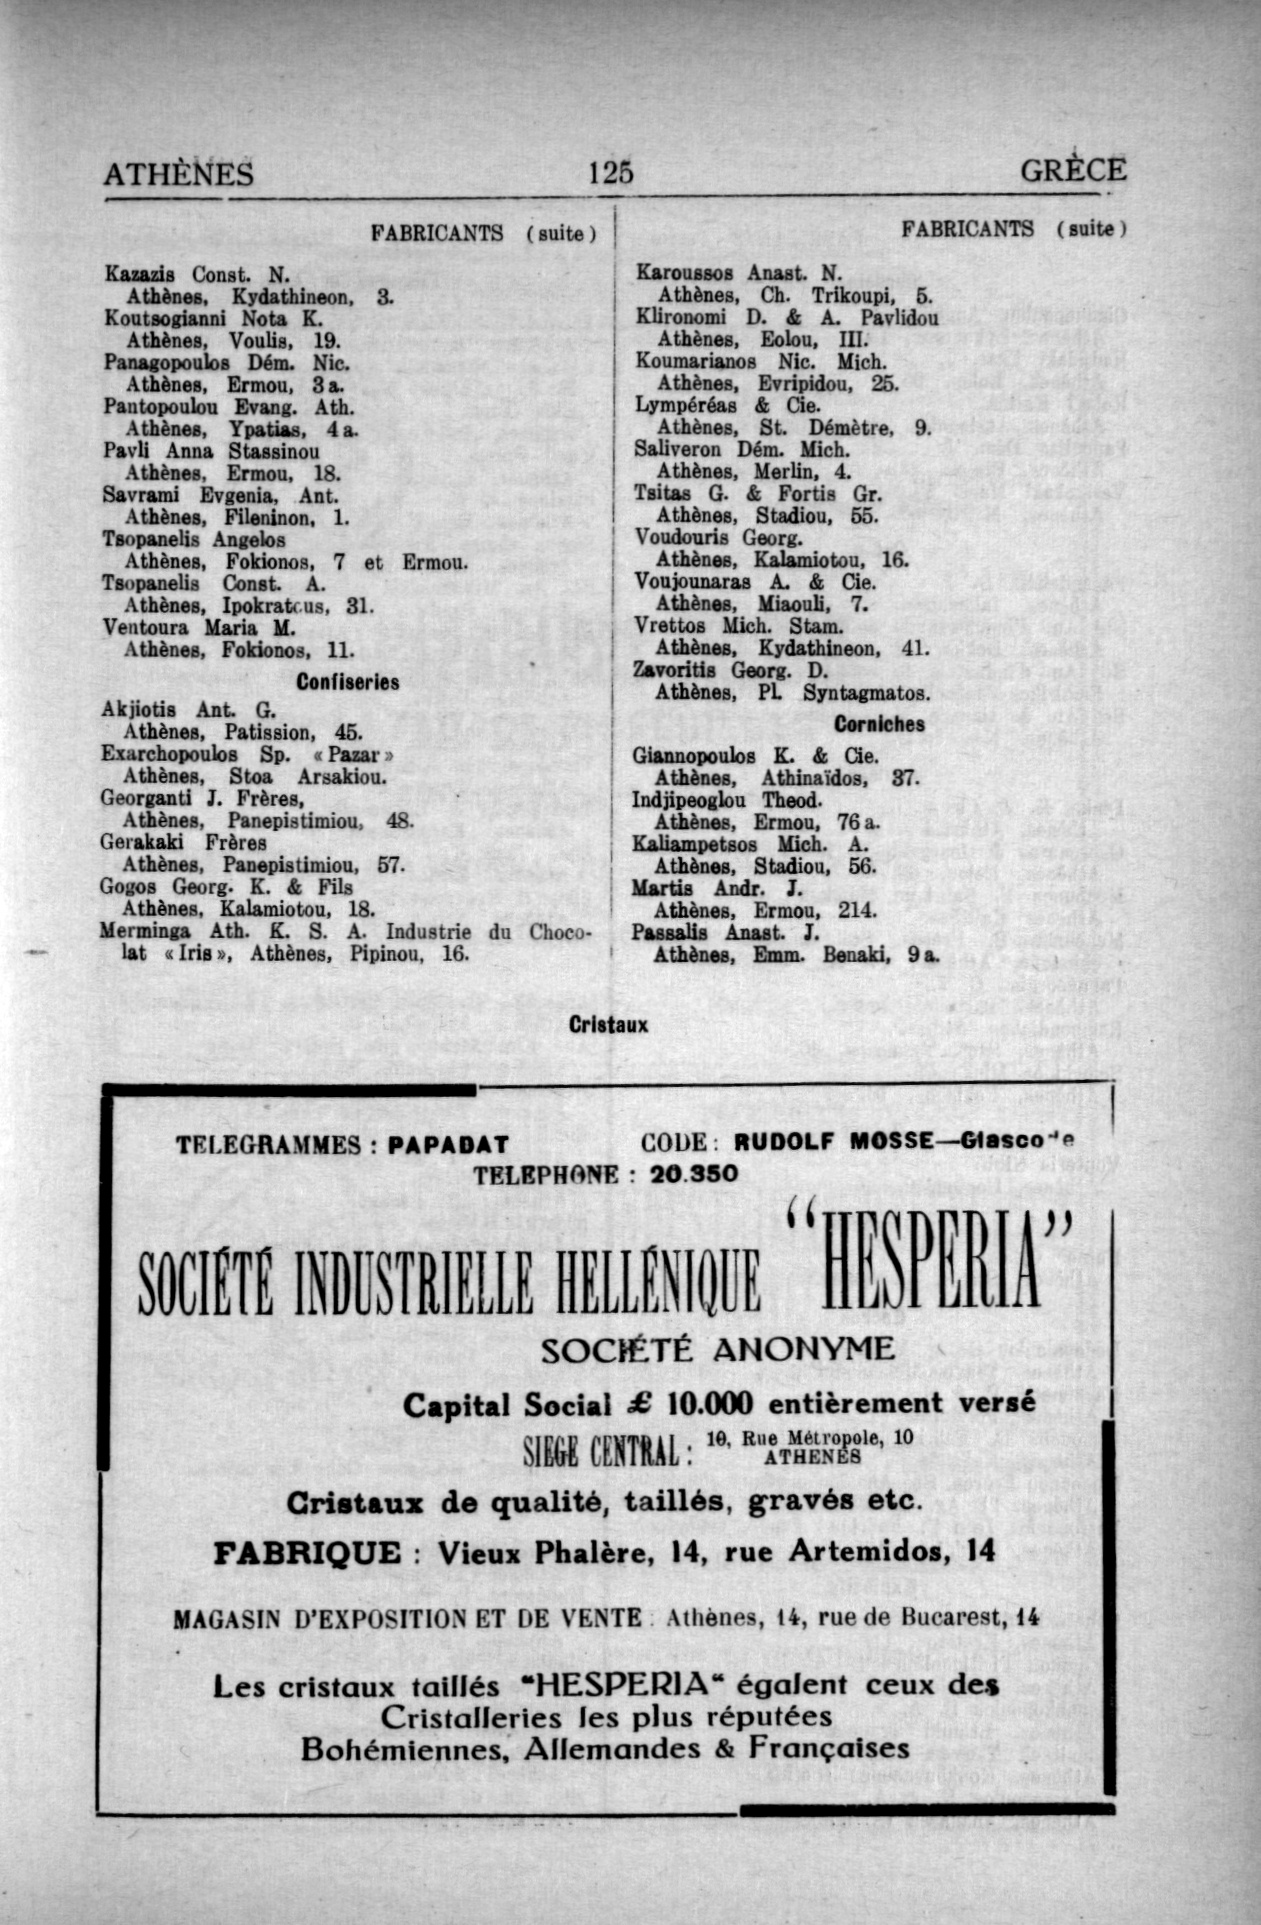 ATHÈNES 125 GRÈCE
FABRICANTS (suite)
Kazazis Const. N.
Athènes, Kydathineon, 3.
Koutsogianni Nota K.
Athènes, Voulis, 19.
Panagopoulos Dém. Nic.
Athènes, Ermou, 3 a.
Pantopoulou Evang. Ath.
Athènes, Ypatias, 4 a.
Pavli Anna Stassinou
Athènes, Ermou, 18.
Savrami Evgenia, Ant.
Athènes, Fileninon, 1.
Tsopanelis Angelos
Athènes, Fokionos, 7 et Ermou.
Tsopanelis Const. A.
Athènes, Ipokrateus, 31.
Ventoura Maria M.
Athènes, Fokionos, 11.
Confiseries
Akjiotis Ant. G.
Athènes, Patission, 45.
Exarchopoulos Sp. «Pazar»
Athènes, Stoa Arsakiou.
Georganti J. Frères,
Athènes, Panepistimiou, 48.
Gerakaki Frères
Athènes, Panepistimiou, 57.
Gogos Georg. K. & Fils
Athènes, Kalamiotou, 18.
Merminga Ath. K. S. A. Industrie du Choco-
lat «Iris», Athènes, Pipinou, 16.
FABRICANTS (suite)
Karoussos Anast. N.
Athènes, Ch. Trikoupi, 5.
Klironomi D. & A. Pavlidou
Athènes, Eolou, III.
Koumarianos Nic. Mich.
Athènes, Evripidou, 25.
Lympéréas & Cie.
Athènes, St. Démètre, 9.
Saliveron Dém. Mich.
Athènes, Merlin, 4.
Tsitas G. & Fortis Gr.
Athènes, Stadiou, 55.
Voudouris Georg.
Athènes, Kalamiotou, 16.
Voujounaras A. & Cie.
Athènes, Miaouli, 7.
Vrettos Mich. Stam.
Athènes, Kydathineon, 41.
Zavoritis Georg. D.
Athènes, Pl. Syntagmatos.
Corniches
Giannopoulos K. & Cie.
Athènes, Athinaïdos, 37.
Indjipeoglou Theod.
Athènes, Ermou, 76 a.
Kaliampetsos Mich. A.
Athènes, Stadiou, 56.
Martis Andr. J.
Athènes, Ermou, 214.
Passalis Anast. J.
Athènes, Emm. Benaki, 9 a.
Cristaux
TELEGRAMMES : PAPADAT CODE : RUDOLF MOSSE—Glascode
TELEPHONE : 20.350
SOCIÉTÉ INDUSTRIELLE HELLÉNIQUE “HESPERIA”
SOCIÉTÉ ANONYME
Capital Social £ 10.000 entièrement versé
SIEGE CENTRAL : 10, Rue Métropole, 10
ATHENES
Cristaux de qualité, taillés, gravés etc.
FABRIQUE : Vieux Phalère, 14, rue Artemidos, 14
MAGASIN D'EXPOSITION ET DE VENTE : Athènes, 14, rue de Bucarest, 14
Les cristaux taillés “HESPERIA“ égalent ceux des
Cristalleries les plus réputées
Bohémiennes, Allemandes & Françaises